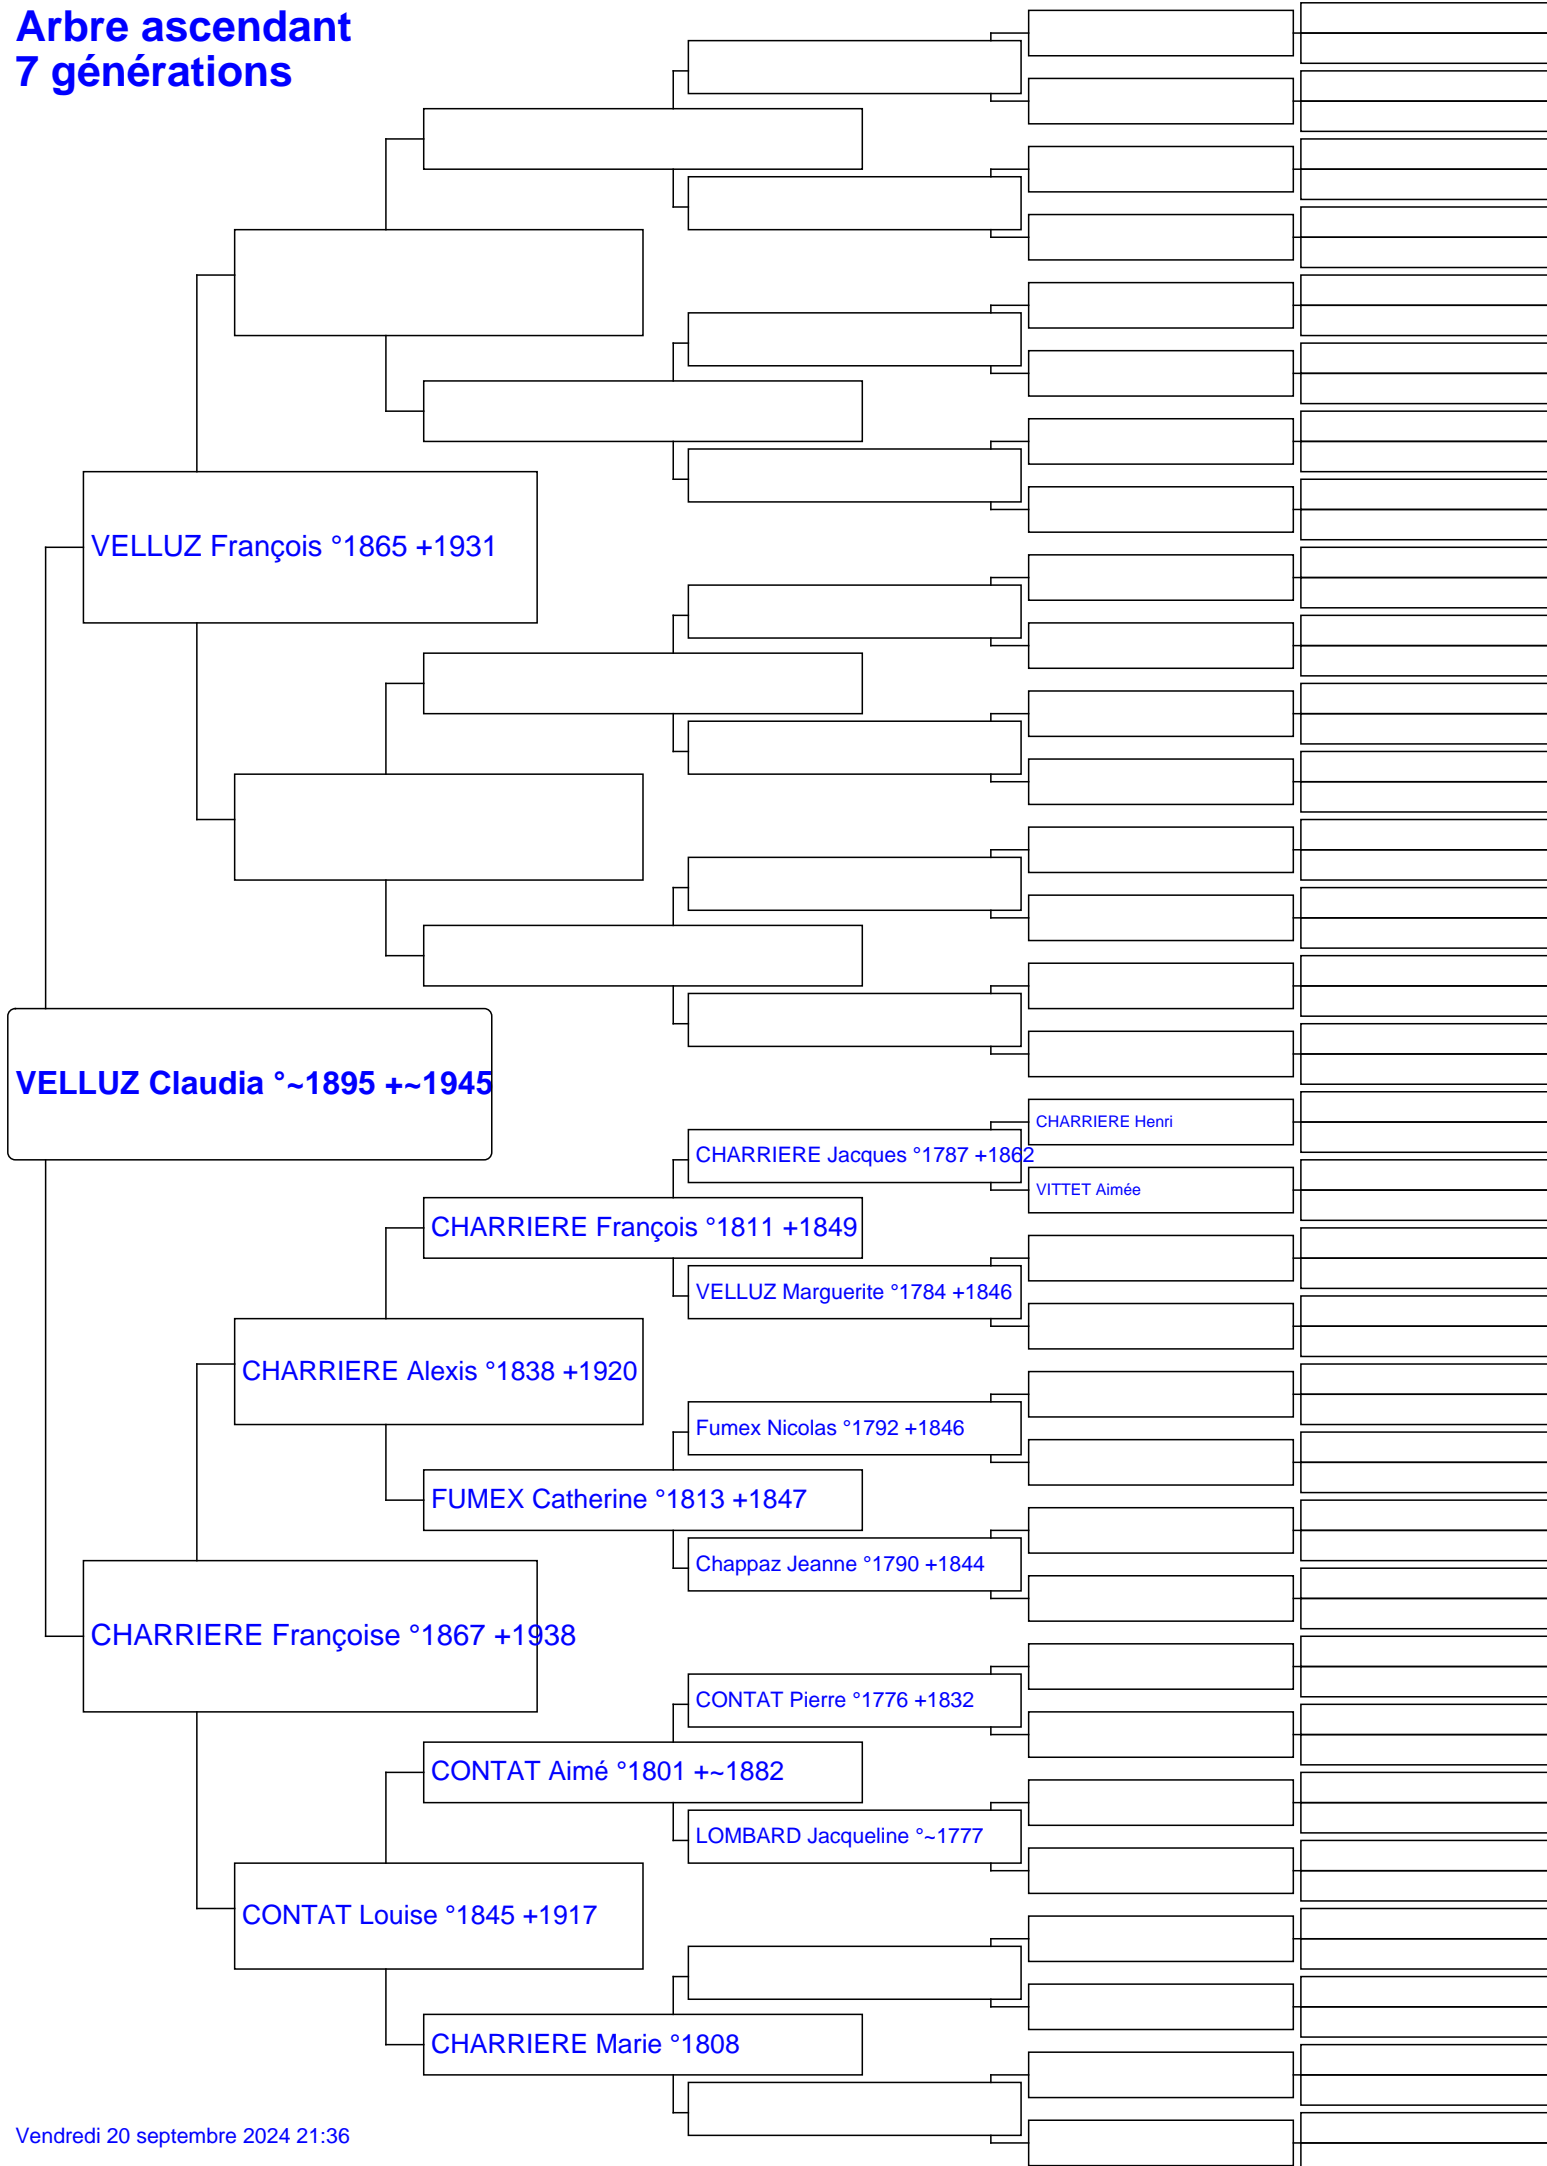 Arbre ascendant
7 générations
VELLUZ François °1865 +1931
VELLUZ Claudia °~1895 +~1945
CHARRIERE Henri
CHARRIERE Jacques °1787 +1862
VITTET Aimée
CHARRIERE François °1811 +1849
VELLUZ Marguerite °1784 +1846
CHARRIERE Alexis °1838 +1920
Fumex Nicolas °1792 +1846
FUMEX Catherine °1813 +1847
Chappaz Jeanne °1790 +1844
CHARRIERE Françoise °1867 +1938
CONTAT Pierre °1776 +1832
CONTAT Aimé °1801 +~1882
LOMBARD Jacqueline °~1777
CONTAT Louise °1845 +1917
CHARRIERE Marie °1808
Vendredi 20 septembre 2024 21:36